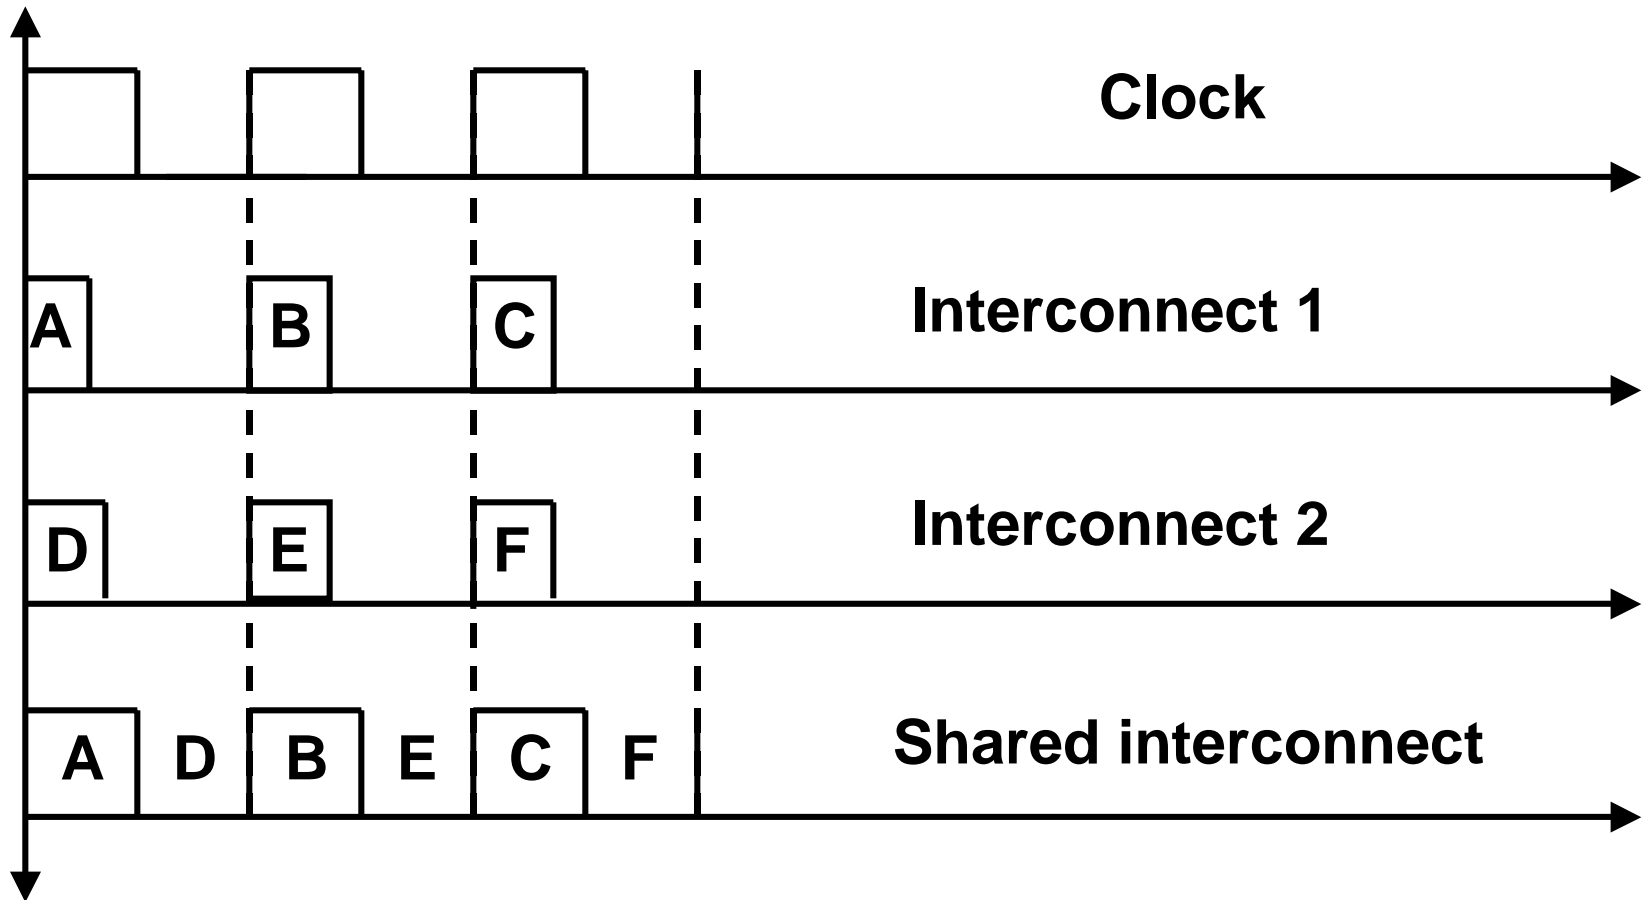 Clock
A B C Interconnect 1
D E F Interconnect 2
A D B E C F Shared interconnect